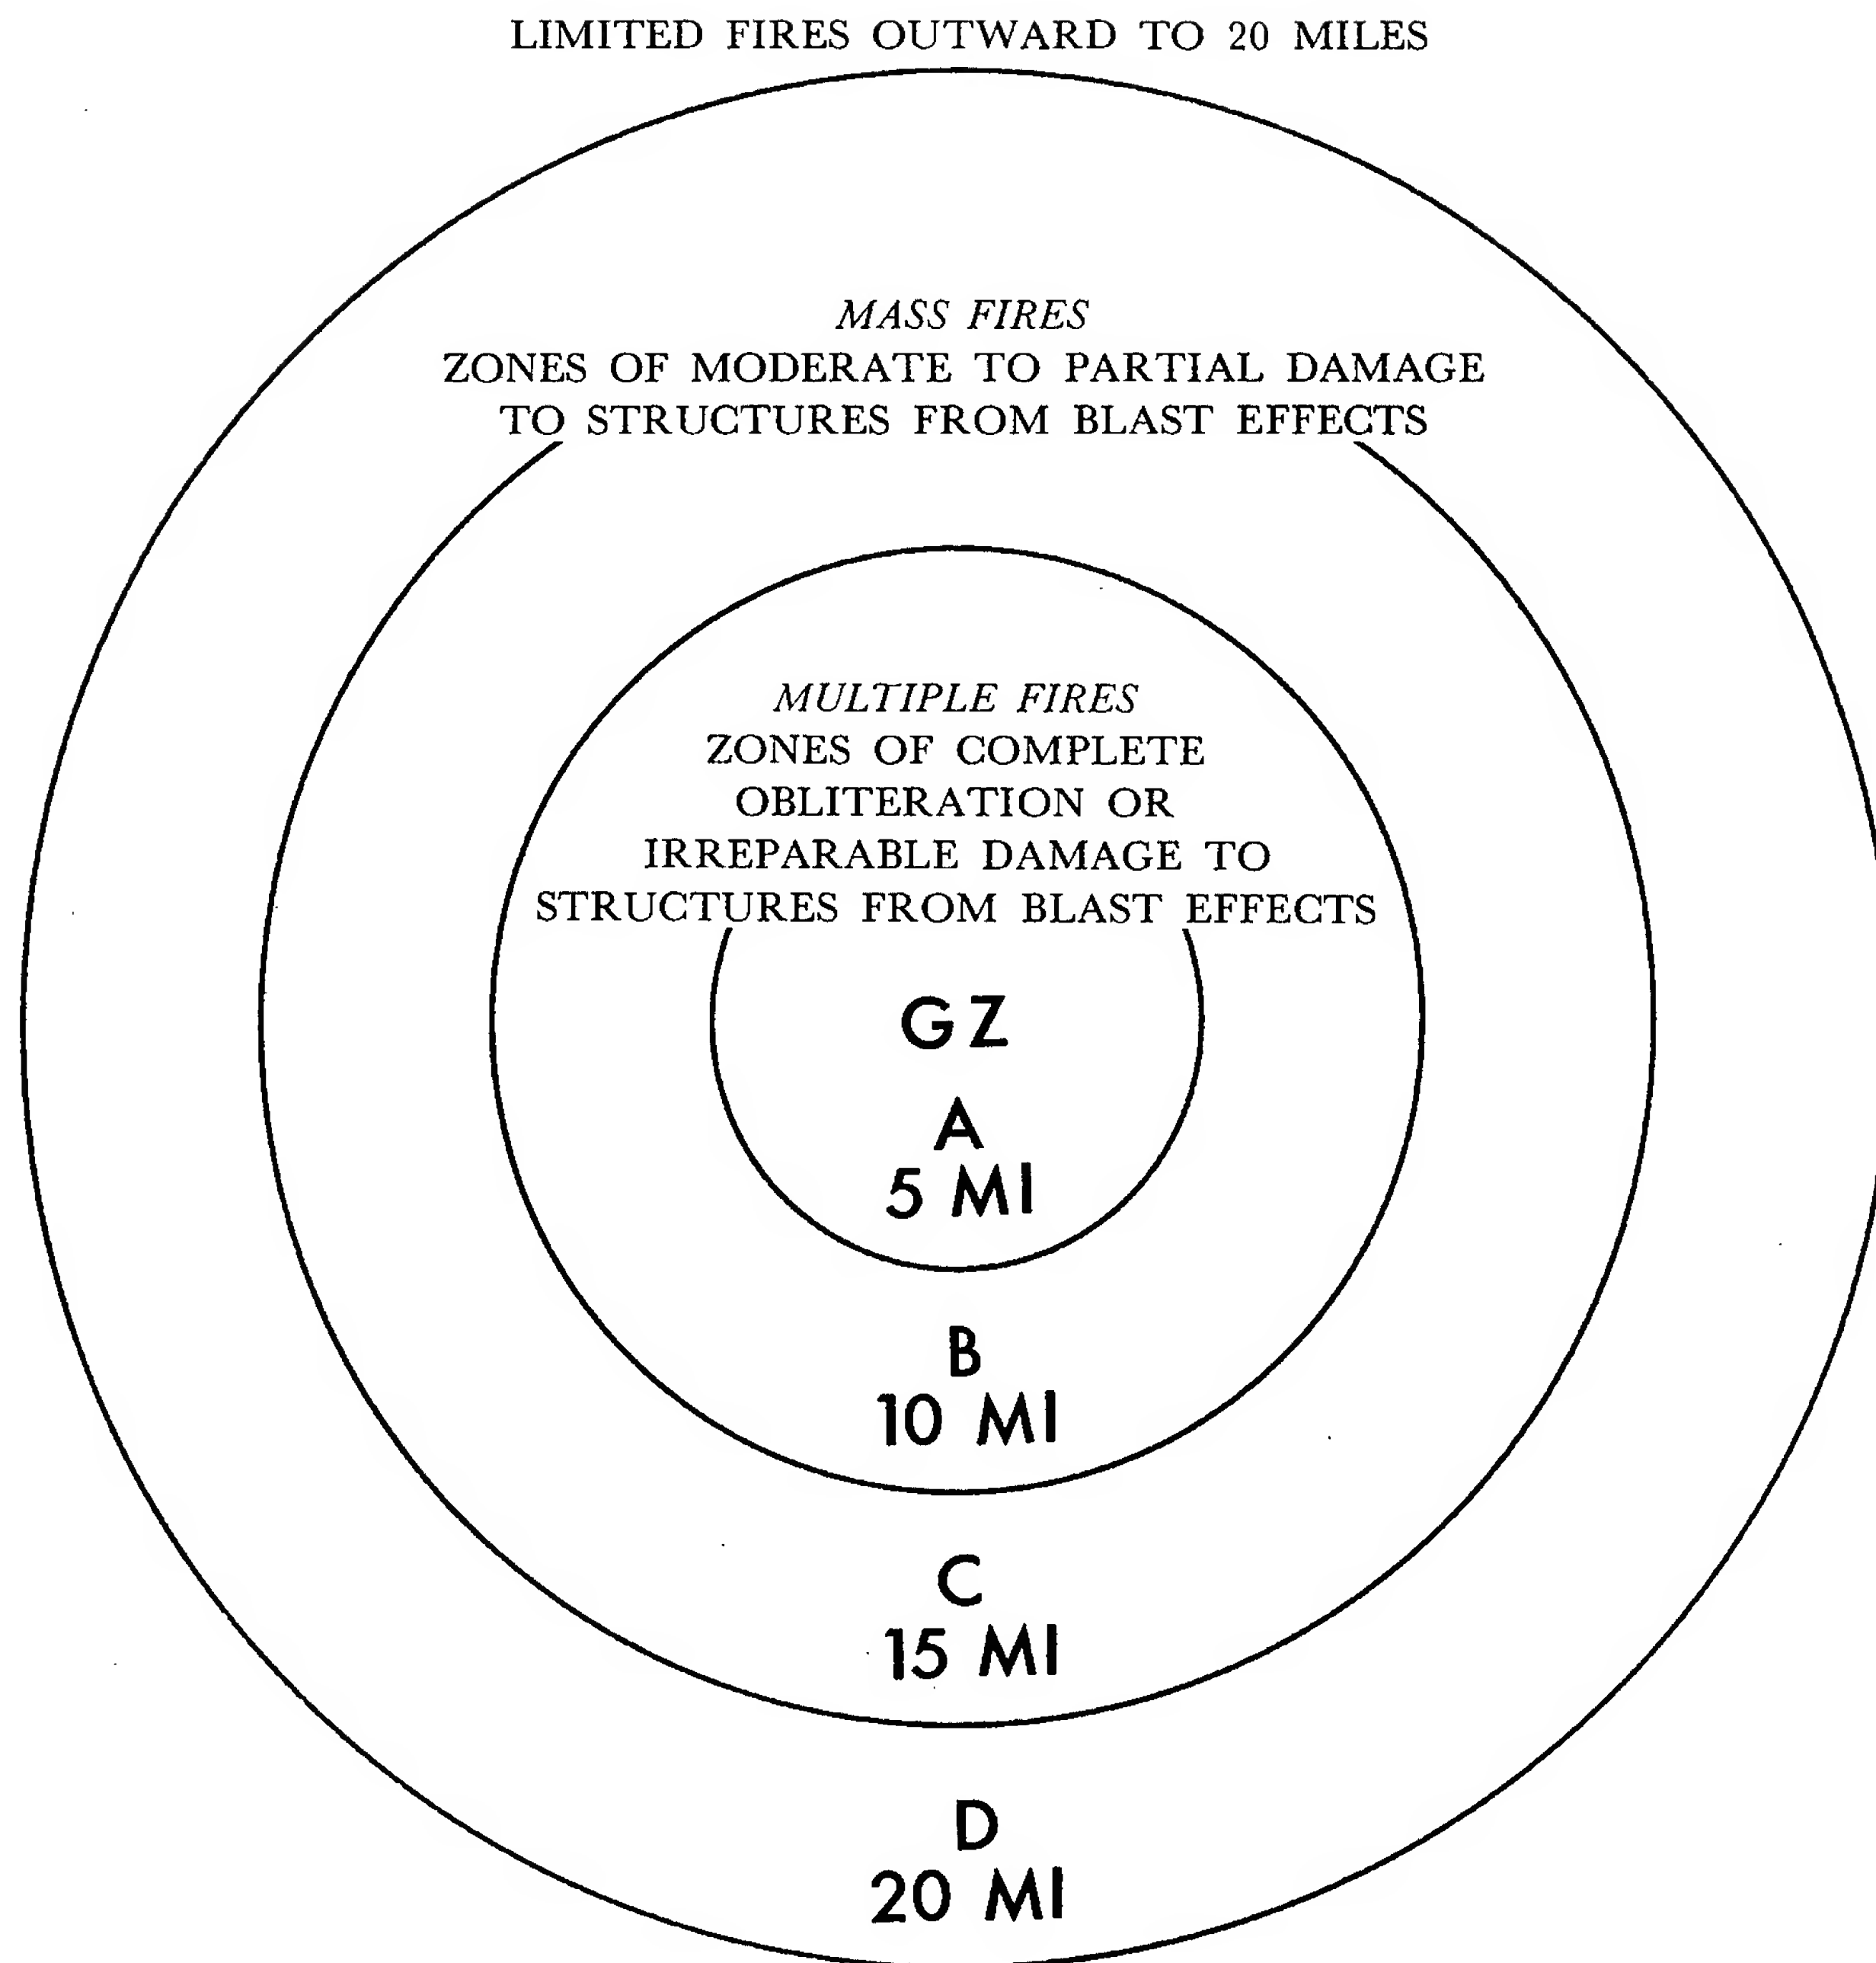 LIMITED FIRES OUTWARD TO 20 MILES
MASS FIRES
ZONES OF MODERATE TO PARTIAL DAMAGE
TO STRUCTURES FROM BLAST EFFECTS
MULTIPLE FIRES
ZONES OF COMPLETE
OBLITERATION OR
IRREPARABLE DAMAGE TO
STRUCTURES FROM BLAST EFFECTS
GZ
A
5 MI
B
10 MI
C
15 MI
D
20 MI